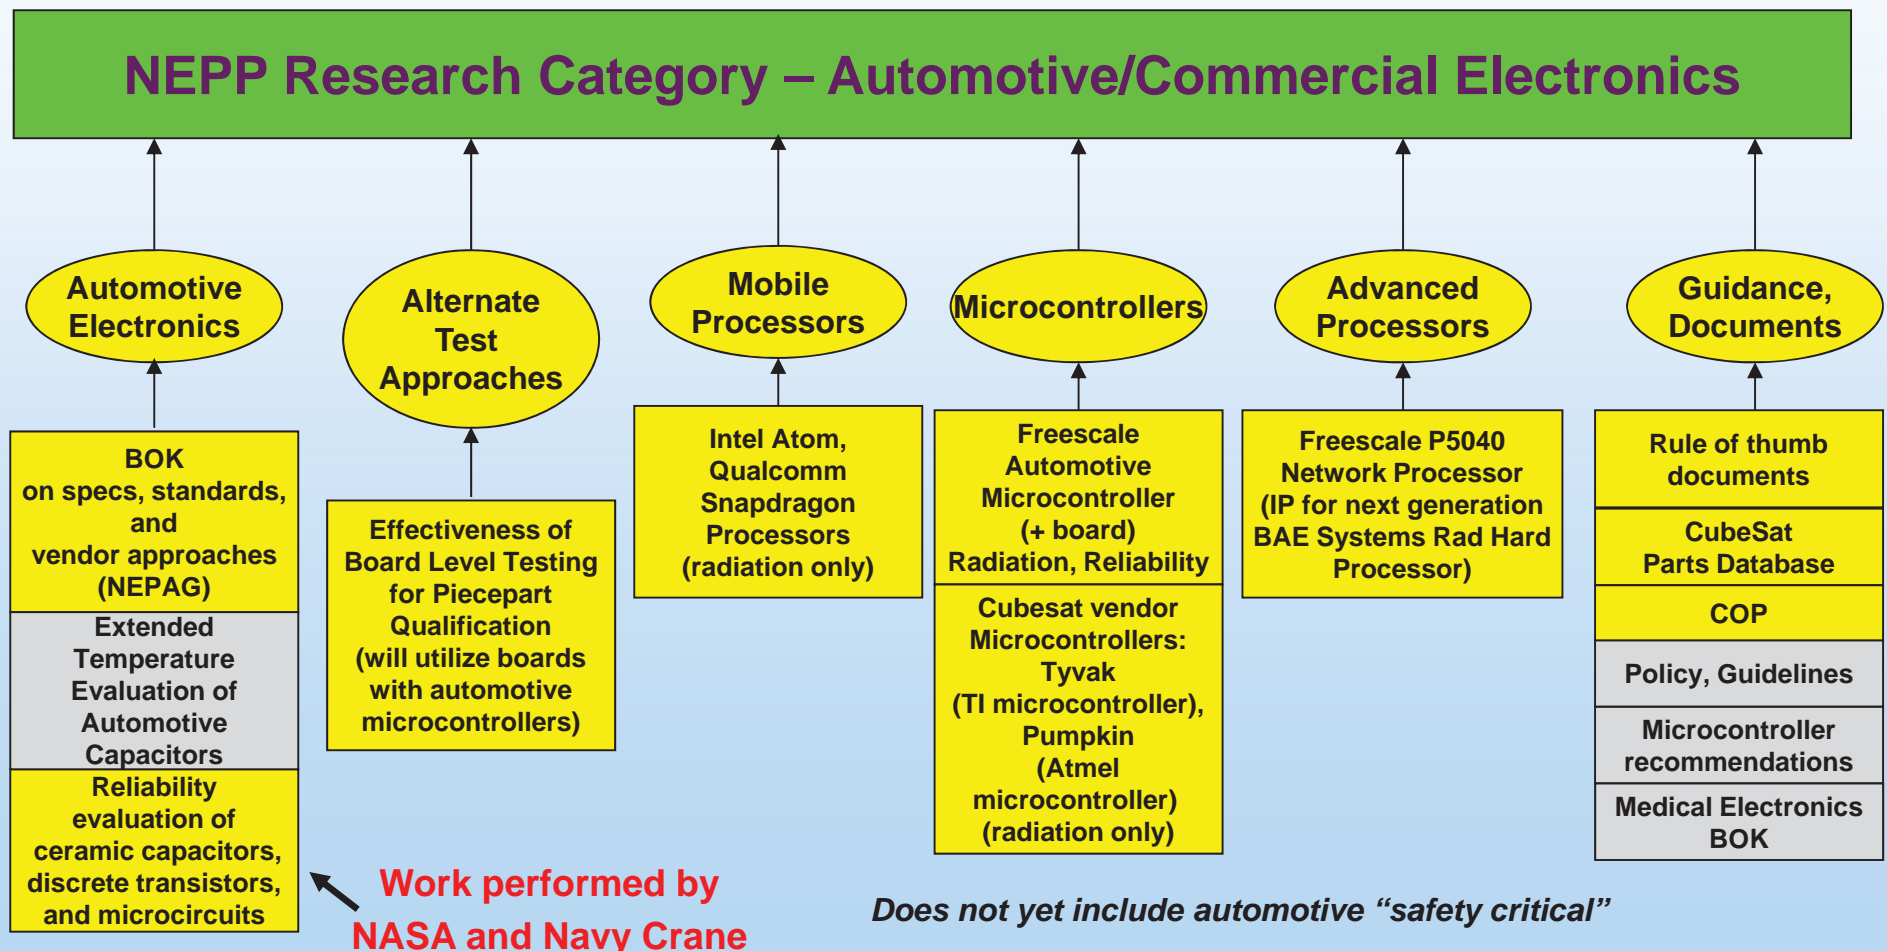 NEPP Research Category – Automotive/Commercial Electronics
Automotive
Electronics
Alternate
Test
Approaches
Mobile
Processors
Microcontrollers
Advanced
Processors
Guidance,
Documents
BOK
on specs, standards,
and
vendor approaches
(NEPAG)
Extended
Temperature
Evaluation of
Automotive
Capacitors
Reliability
evaluation of
ceramic capacitors,
discrete transistors,
and microcircuits
Effectiveness of
Board Level Testing
for Piecepart
Qualification
(will utilize boards
with automotive
microcontrollers)
Intel Atom,
Qualcomm
Snapdragon
Processors
(radiation only)
Freescale
Automotive
Microcontroller
(+ board)
Radiation, Reliability
Cubesat vendor
Microcontrollers:
Tyvak
(TI microcontroller),
Pumpkin
(Atmel
microcontroller)
(radiation only)
Freescale P5040
Network Processor
(IP for next generation
BAE Systems Rad Hard
Processor)
Rule of thumb
documents
CubeSat
Parts Database
COP
Policy, Guidelines
Microcontroller
recommendations
Medical Electronics
BOK
Work performed by
NASA and Navy Crane
Does not yet include automotive “safety critical”